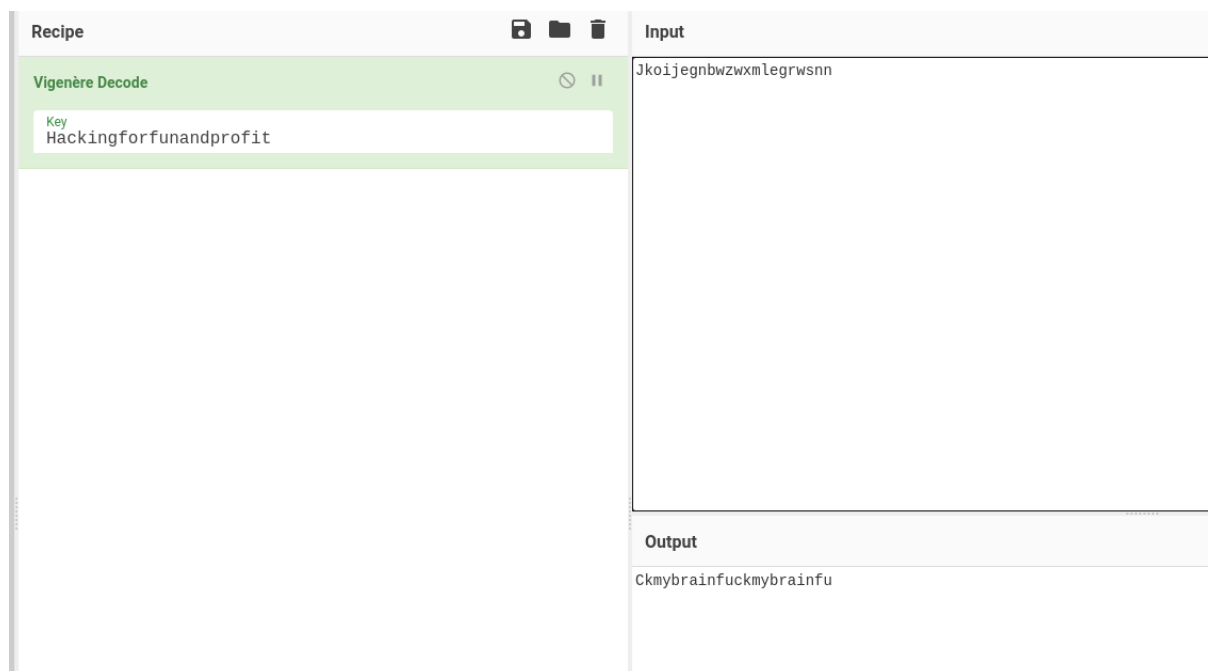 Recipe
Input
Vigenère Decode
Key
Hackingforfunandprofit
Jkoijegnbwzwxmlegrwsnn
Output
Ckmybrainfuckmybrainfu